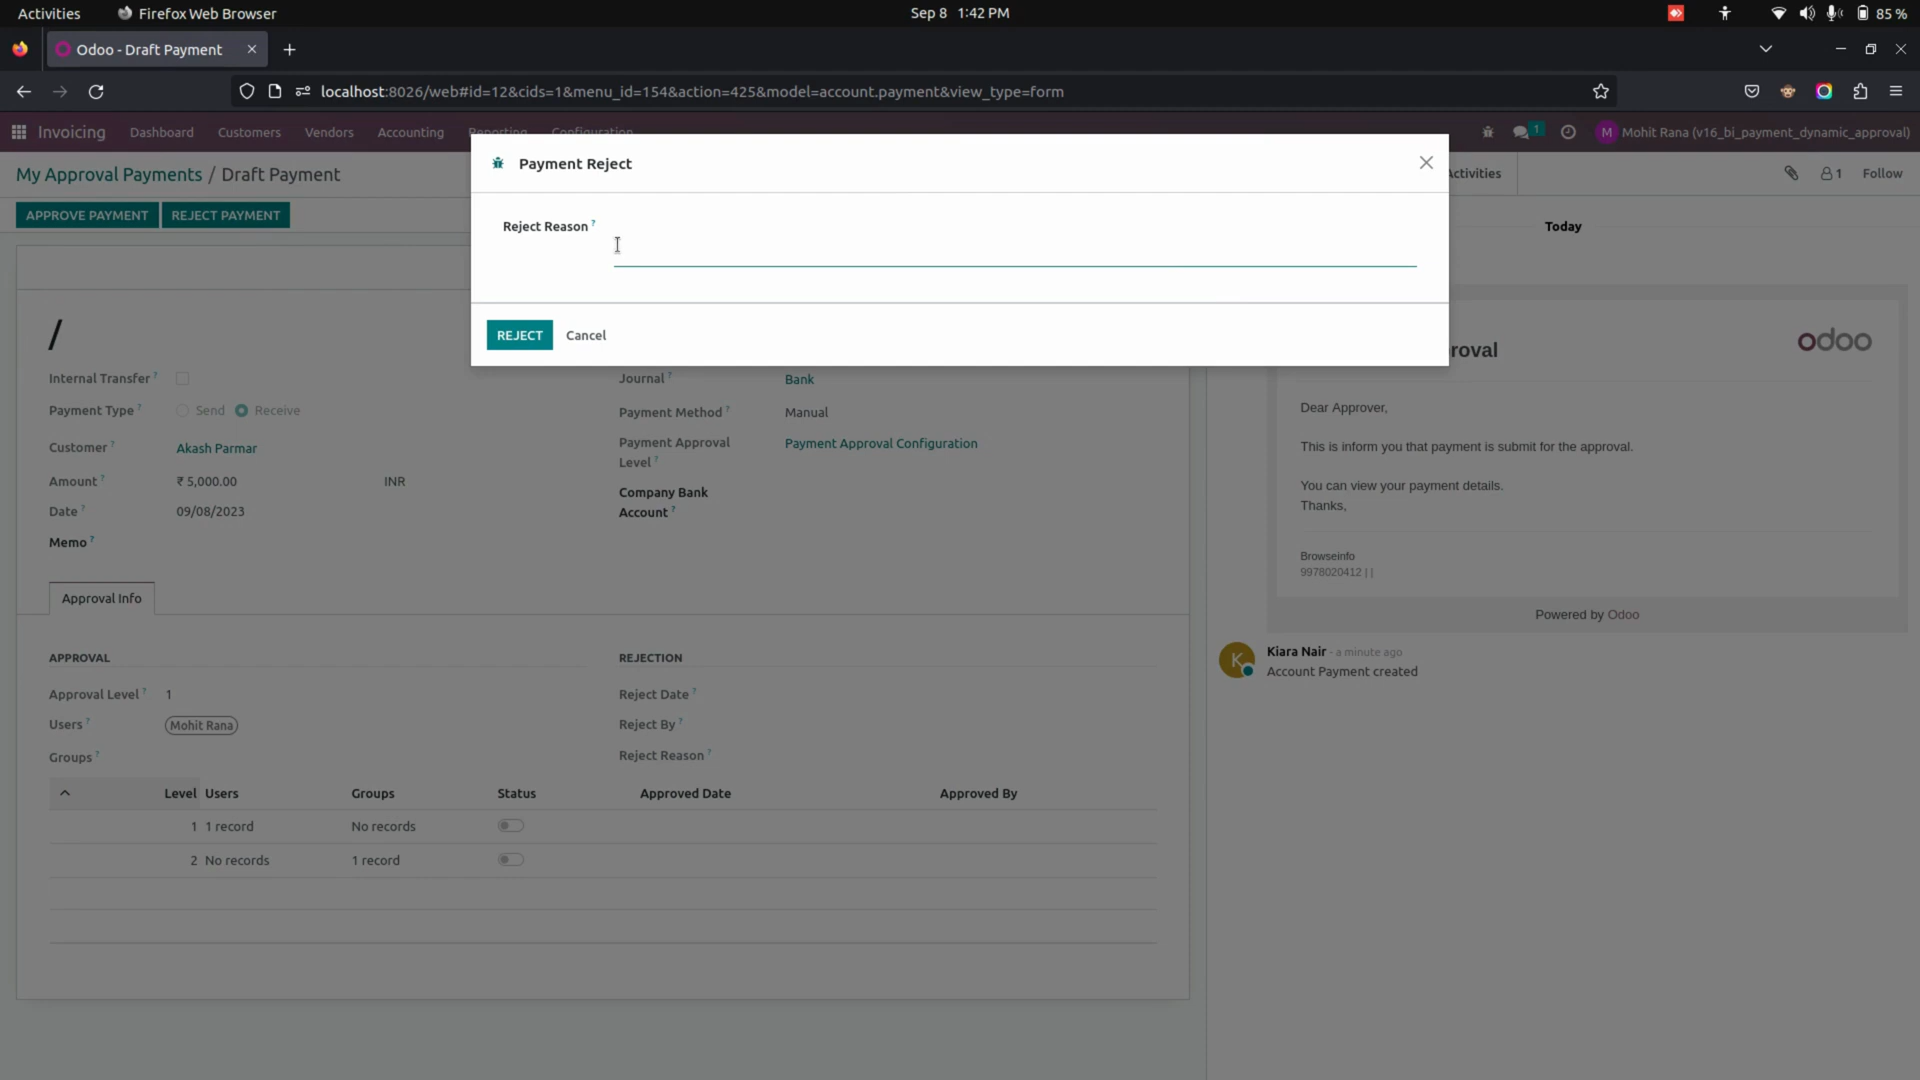 Activities
Firefox Web Browser
Sep 8 1:42 PM
85 %
Odoo - Draft Payment
localhost:8026/web#id=12&cids=1&menu_id=154&action=425&model=account.payment&view_type=form
Invoicing Dashboard Customers Vendors Accounting Reporting Configuration
1
M Mohit Rana (v16_bi_payment_dynamic_approval)
My Approval Payments / Draft Payment
Activities
1 Follow
APPROVE PAYMENT REJECT PAYMENT
Payment Reject
Reject Reason ?
REJECT Cancel
/
Internal Transfer ?
Payment Type ? Send Receive
Customer ? Akash Parmar
Amount ? ₹ 5,000.00 INR
Date ? 09/08/2023
Memo ?
Journal ? Bank
Payment Method ? Manual
Payment Approval
Level ?
Payment Approval Configuration
Company Bank
Account ?
Approval Info
APPROVAL
Approval Level ? 1
Users ? Mohit Rana
Groups ?
REJECTION
Reject Date ?
Reject By ?
Reject Reason ?
Level Users Groups Status Approved Date Approved By
1 1 record No records
2 No records 1 record
Today
roval
odoo
Dear Approver,
This is inform you that payment is submit for the approval.
You can view your payment details.
Thanks,
Browseinfo
9978020412 | |
Powered by Odoo
K
Kiara Nair - a minute ago
Account Payment created